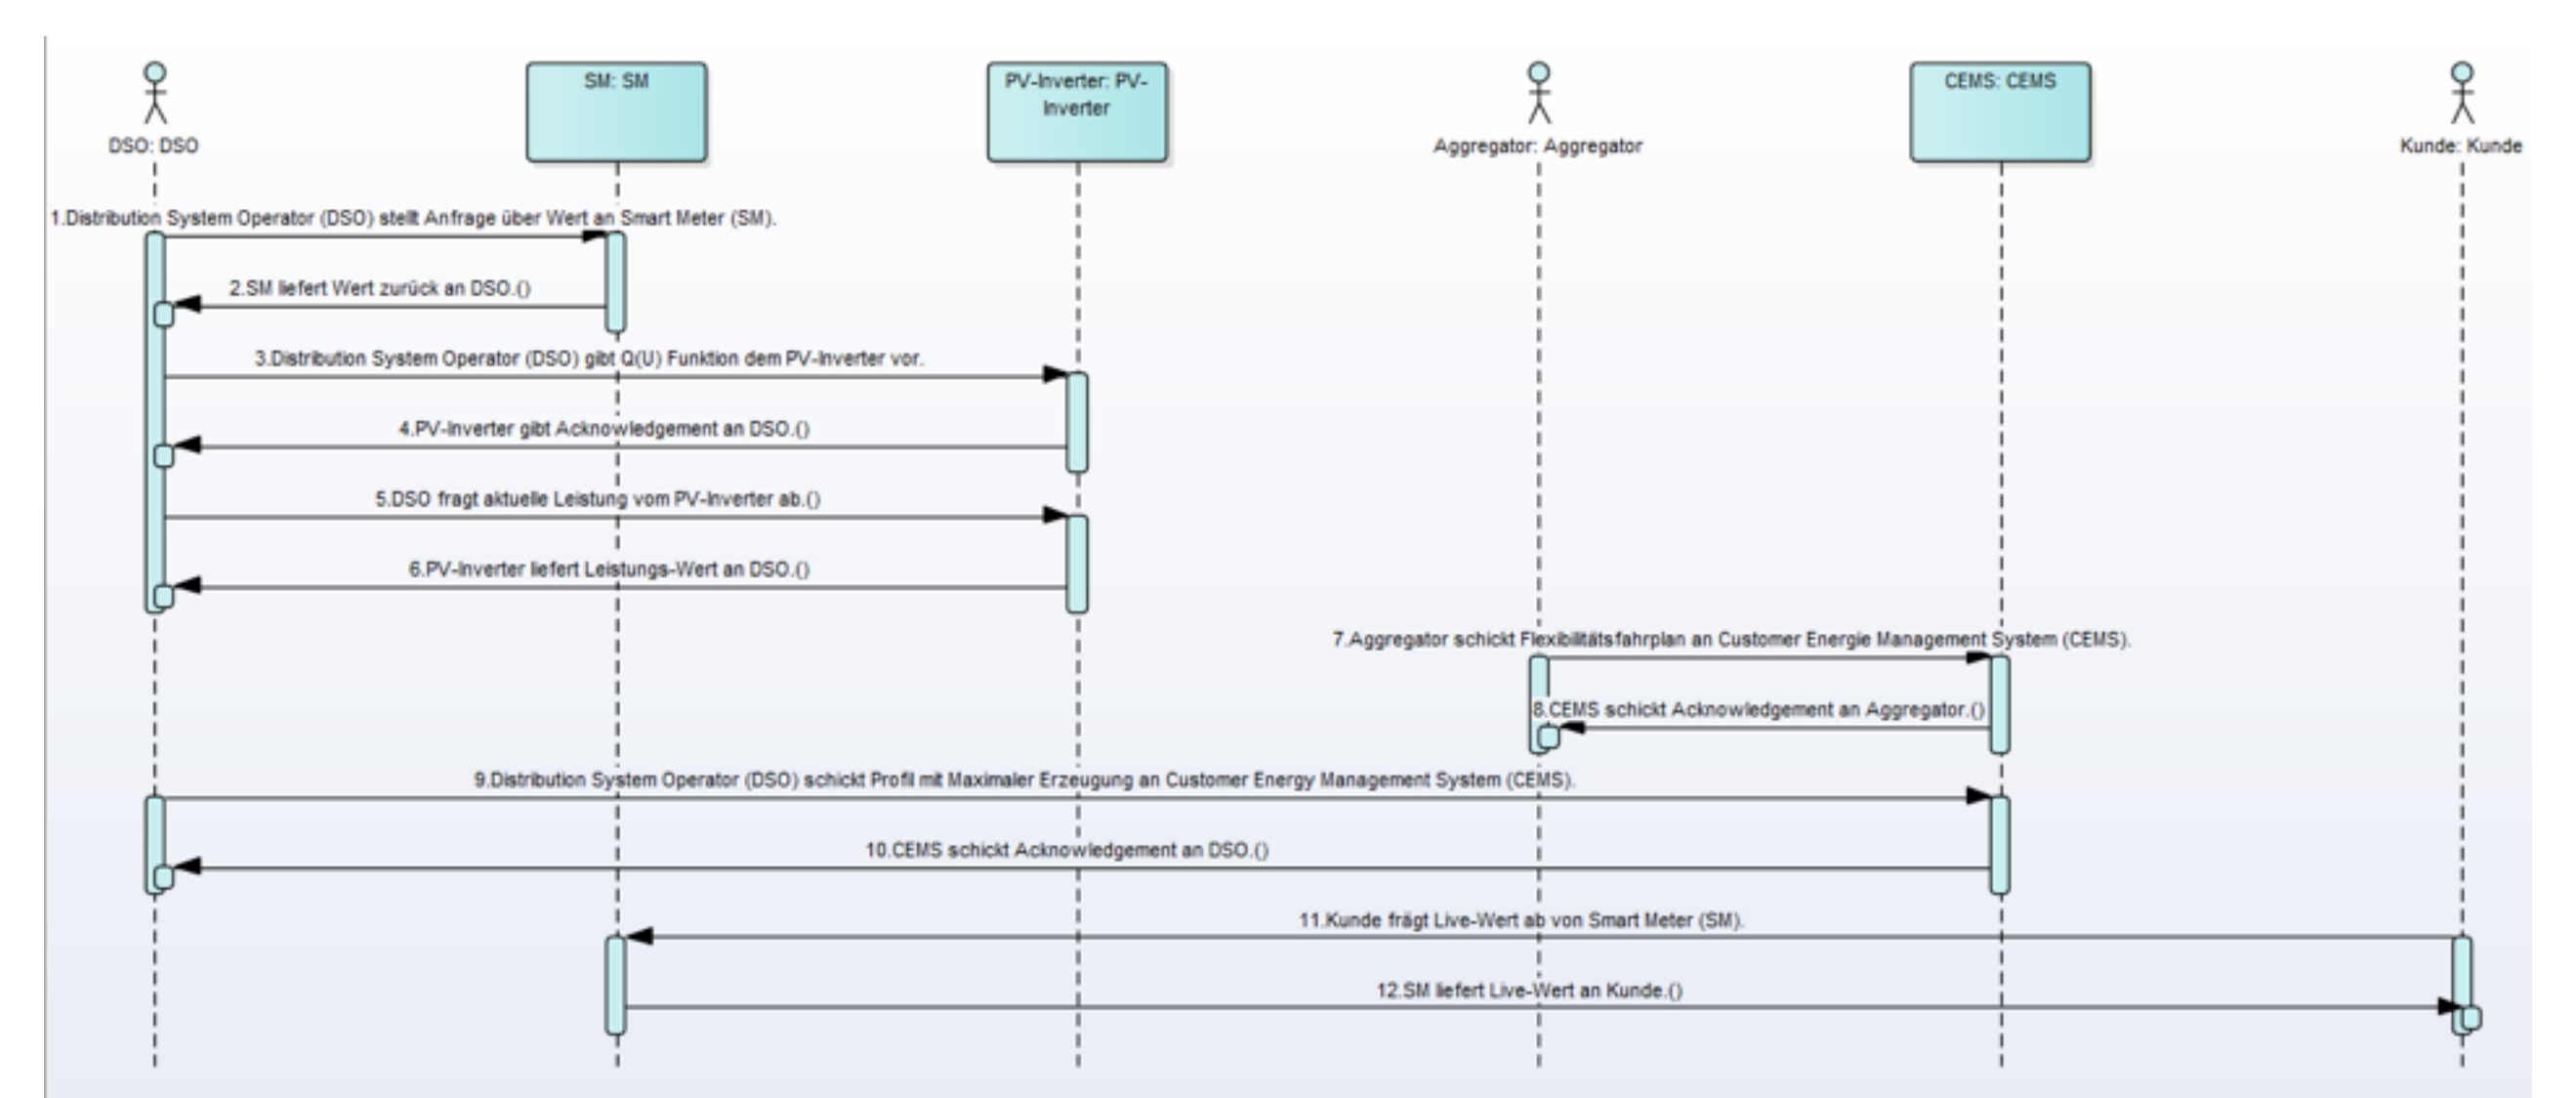 DSO: DSO
SM: SM
PV-Inverter: PV-
Inverter
Aggregator: Aggregator
CEMS: CEMS
Kunde: Kunde
1.Distribution System Operator (DSO) stellt Anfrage über Wert an Smart Meter (SM).
2.SM liefert Wert zurück an DSO.()
3.Distribution System Operator (DSO) gibt Q(U) Funktion dem PV-Inverter vor.
4.PV-Inverter gibt Acknowledgement an DSO.()
5.DSO fragt aktuelle Leistung vom PV-Inverter ab.()
6.PV-Inverter liefert Leistungs-Wert an DSO.()
7.Aggregator schickt Flexibilitätsfahrplan an Customer Energie Management System (CEMS).
8.CEMS schickt Acknowledgement an Aggregator.()
9.Distribution System Operator (DSO) schickt Profil mit Maximaler Erzeugung an Customer Energy Management System (CEMS).
10.CEMS schickt Acknowledgement an DSO.()
11.Kunde frägt Live-Wert ab von Smart Meter (SM).
12.SM liefert Live-Wert an Kunde.()